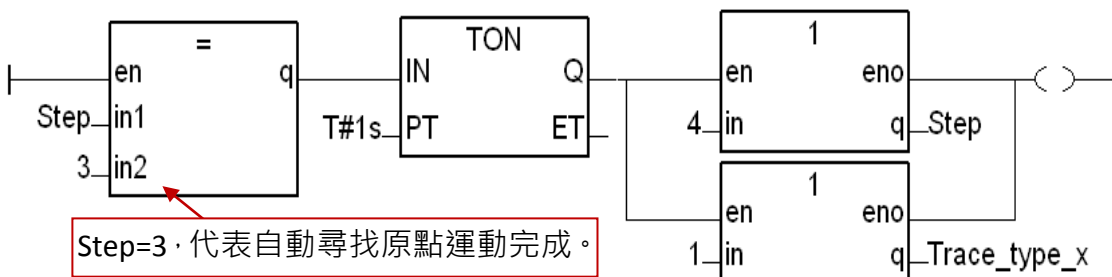 =
en
q
Step
in1
3
in2
TON
IN
Q
T#1s
PT
ET
1
en
eno
4
in
q
Step
1
en
eno
1
in
q
Trace_type_x
Step=3，代表自動尋找原點運動完成。